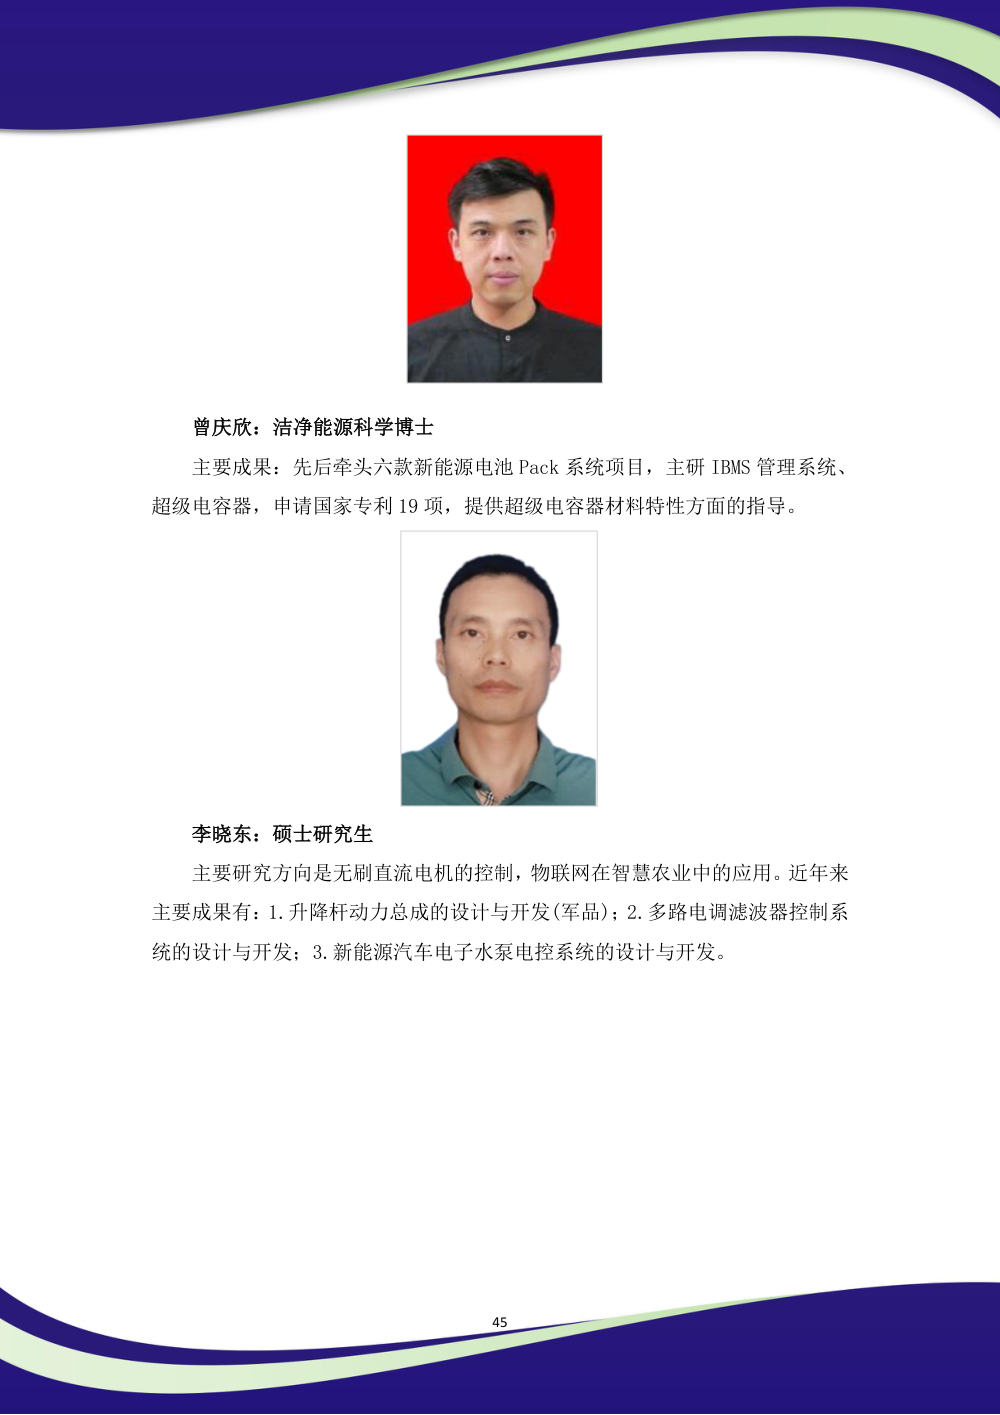 曾庆欣：洁净能源科学博士
主要成果：先后牵头六款新能源电池 Pack 系统项目，主研 IBMS 管理系统、
超级电容器，申请国家专利 19 项，提供超级电容器材料特性方面的指导。
李晓东：硕士研究生
主要研究方向是无刷直流电机的控制，物联网在智慧农业中的应用。近年来
主要成果有：1.升降杆动力总成的设计与开发(军品)；2.多路电调滤波器控制系
统的设计与开发；3.新能源汽车电子水泵电控系统的设计与开发。
45